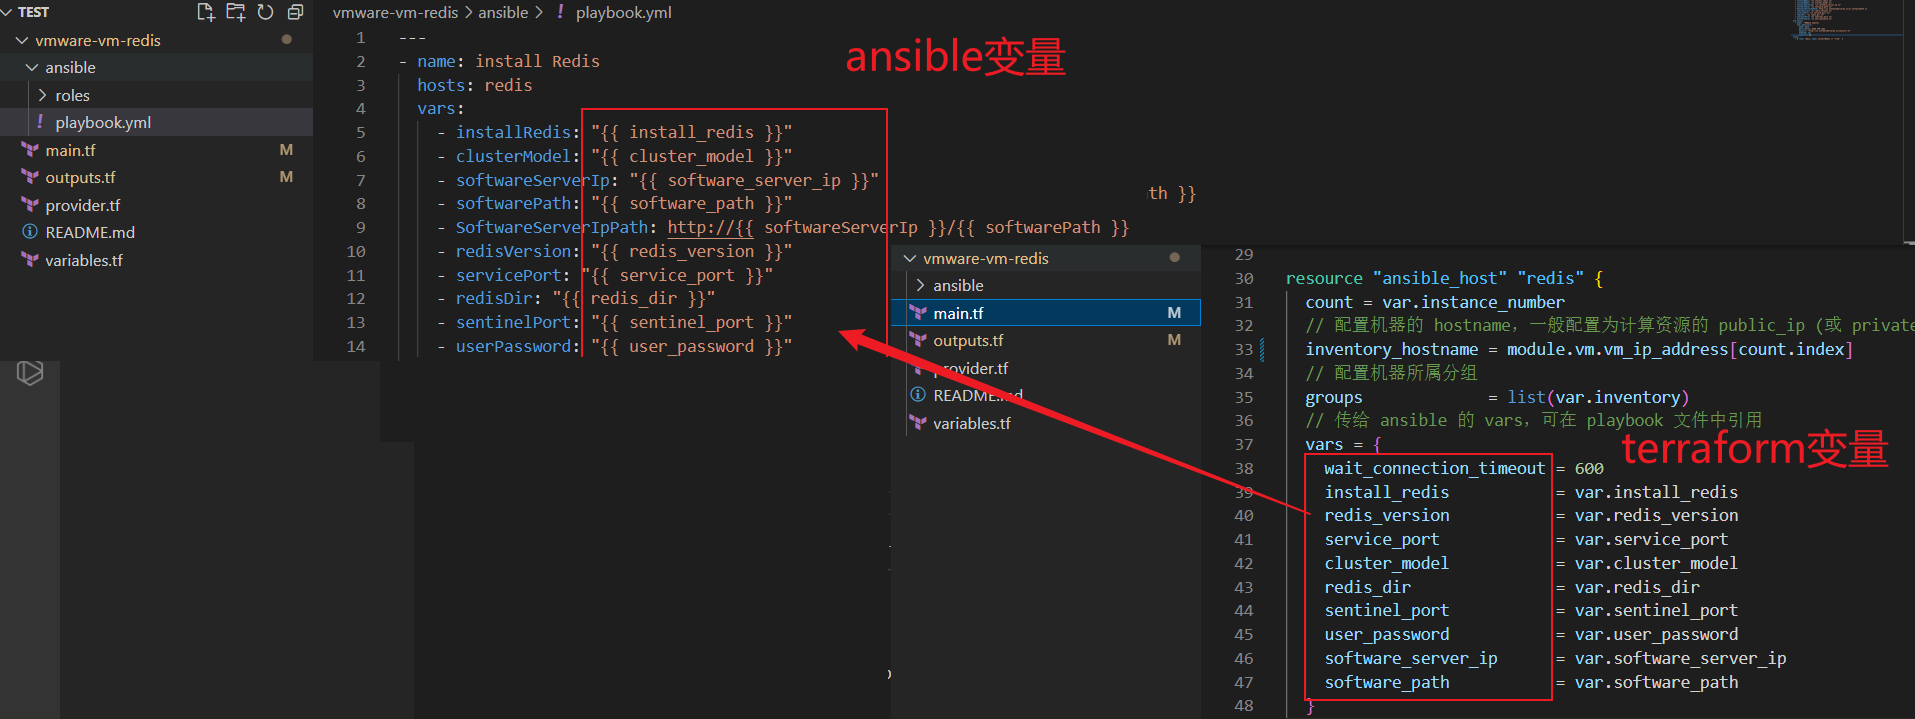 TEST
vmware-vm-redis
ansible
roles
! playbook.yml
main.tf M
outputs.tf M
provider.tf
README.md
variables.tf
vmware-vm-redis > ansible > ! playbook.yml
1 ---
2 - name: install Redis
3 hosts: redis
4 vars:
5 - installRedis: "{{ install_redis }}"
6 - clusterModel: "{{ cluster_model }}"
7 - softwareServerIp: "{{ software_server_ip }}"
8 - softwarePath: "{{ software_path }}"
9 - SoftwareServerIpPath: http://{{ softwareServerIp }}/{{ softwarePath }}
10 - redisVersion: "{{ redis_version }}"
11 - servicePort: "{{ service_port }}"
12 - redisDir: "{{ redis_dir }}"
13 - sentinelPort: "{{ sentinel_port }}"
14 - userPassword: "{{ user_password }}"
ansible变量
th }}
vmware-vm-redis
ansible
main.tf M
outputs.tf M
provider.tf
README.md
variables.tf
29
30 resource "ansible_host" "redis" {
31 count = var.instance_number
32 // 配置机器的 hostname，一般配置为计算资源的 public_ip (或 private
33 inventory_hostname = module.vm.vm_ip_address[count.index]
34 // 配置机器所属分组
35 groups = list(var.inventory)
36 // 传给 ansible 的 vars，可在 playbook 文件中引用
37 vars = {
38 wait_connection_timeout = 600
39 install_redis = var.install_redis
40 redis_version = var.redis_version
41 service_port = var.service_port
42 cluster_model = var.cluster_model
43 redis_dir = var.redis_dir
44 sentinel_port = var.sentinel_port
45 user_password = var.user_password
46 software_server_ip = var.software_server_ip
47 software_path = var.software_path
48 }
terraform变量